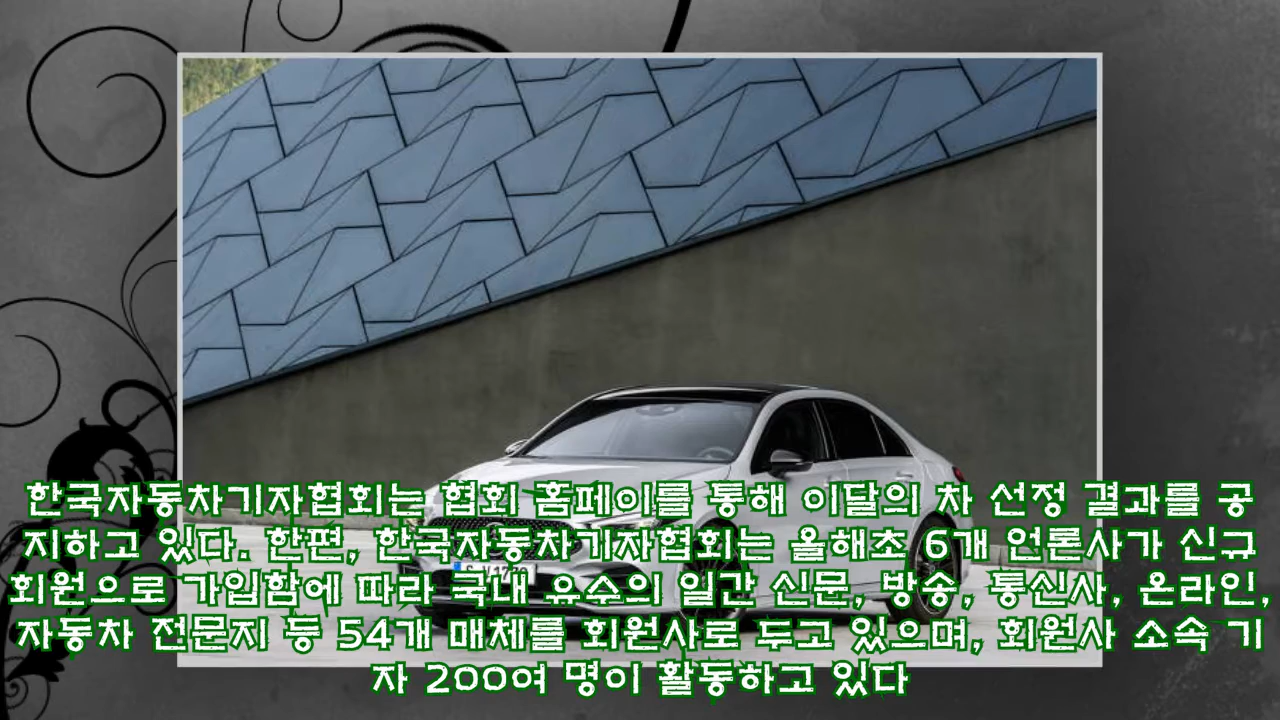 한국자동차기자협회는 협회 홈페이를 통해 이달의 차 선정 결과를 공
지하고 있다. 한편, 한국자동차기자협회는 올해초 6개 언론사가 신규
회원으로 가입함에 따라 국내 유수의 일간 신문, 방송, 통신사, 온라인,
자동차 전문지 등 54개 매체를 회원사로 두고 있으며, 회원사 소속 기
자 200여 명이 활동하고 있다